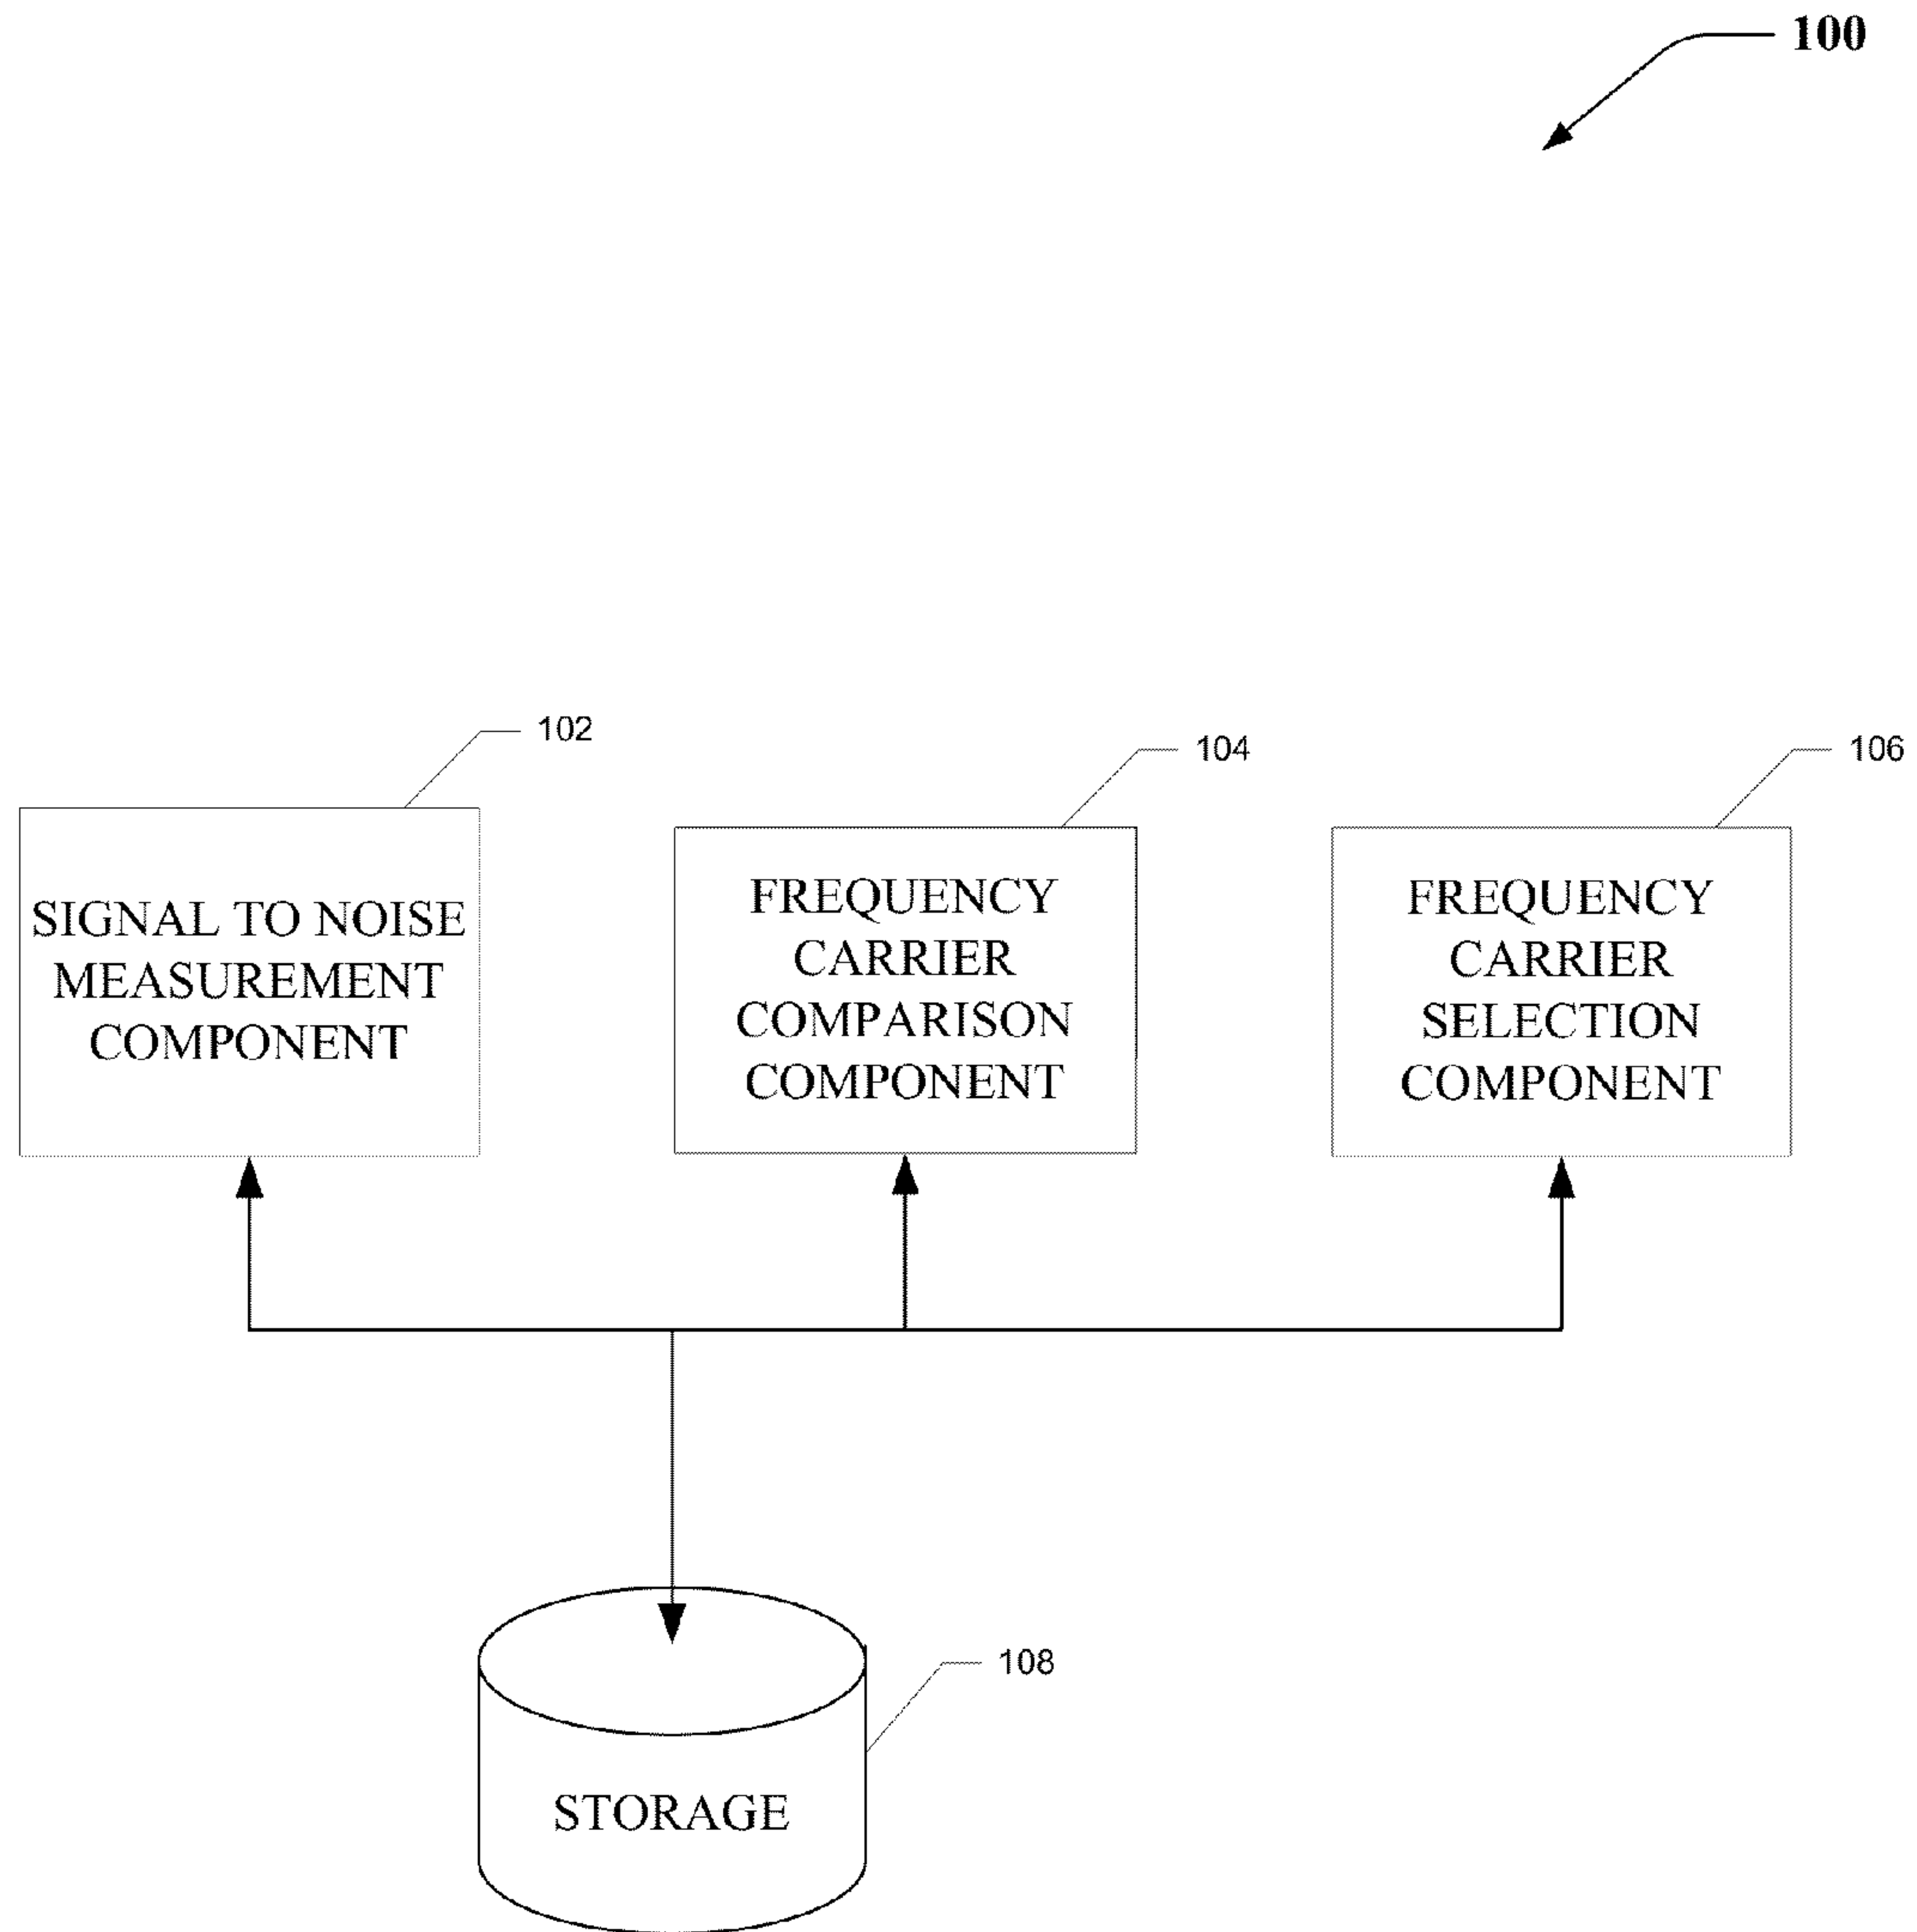 100
102
104
106
SIGNAL TO NOISE
MEASUREMENT
COMPONENT
FREQUENCY
CARRIER
COMPARISON
COMPONENT
FREQUENCY
CARRIER
SELECTION
COMPONENT
108
STORAGE